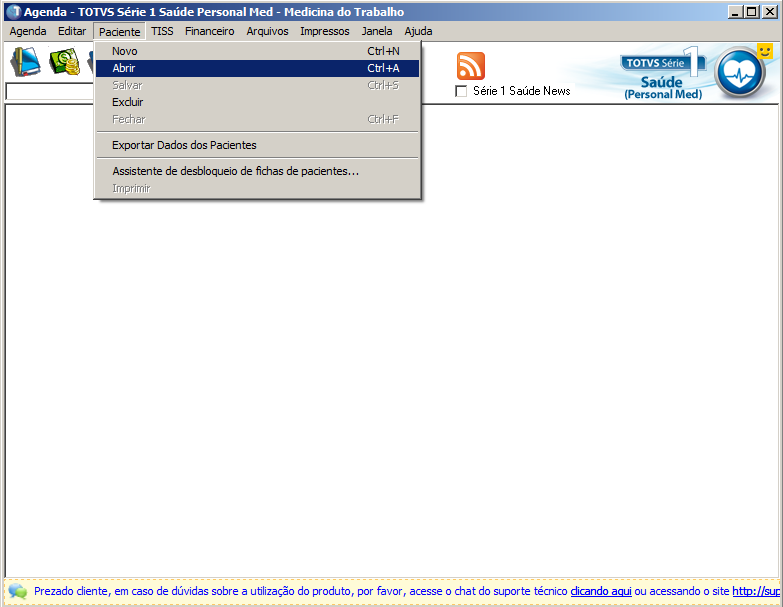 Agenda - TOTVS Série 1 Saúde Personal Med - Medicina do Trabalho
Agenda Editar Paciente TISS Financeiro Arquivos Impressos Janela Ajuda
Novo Ctrl+N
Abrir Ctrl+A
Salvar Ctrl+S
Excluir
Fechar Ctrl+F
Exportar Dados dos Pacientes
Assistente de desbloqueio de fichas de pacientes...
Imprimir
Série 1 Saúde News
TOTVS Série 1
Saúde
(Personal Med)
Prezado cliente, em caso de dúvidas sobre a utilização do produto, por favor, acesse o chat do suporte técnico clicando aqui ou acessando o site http://sup